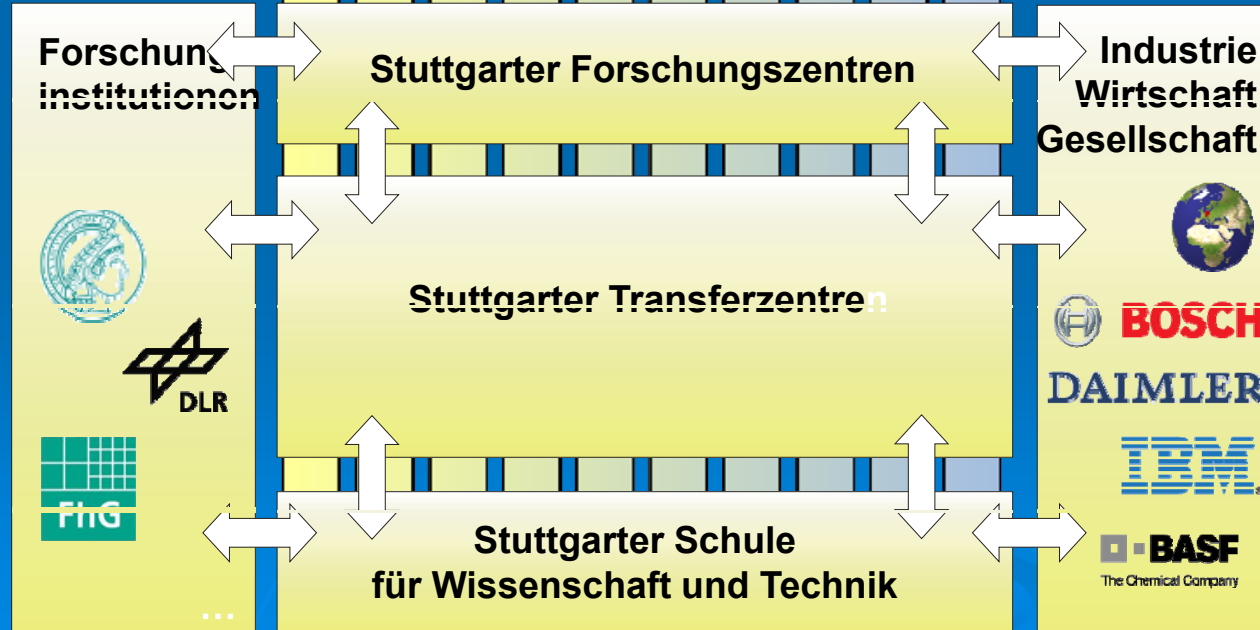 Forschung
institutionen
DLR
FhG
...
Stuttgarter Forschungszentren
Stuttgarter Transferzentren
Stuttgarter Schule
für Wissenschaft und Technik
Industrie
Wirtschaft
Gesellschaft
BOSCH
DAIMLER
IBM
BASF
The Chemical Company